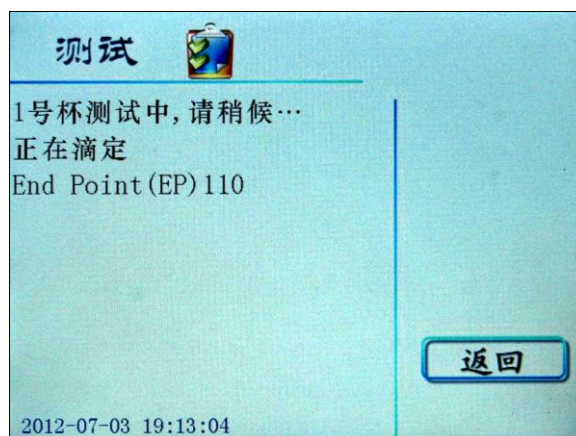 测试
1号杯测试中,请稍候…
正在滴定
End Point(EP)110
返回
2012-07-03 19:13:04